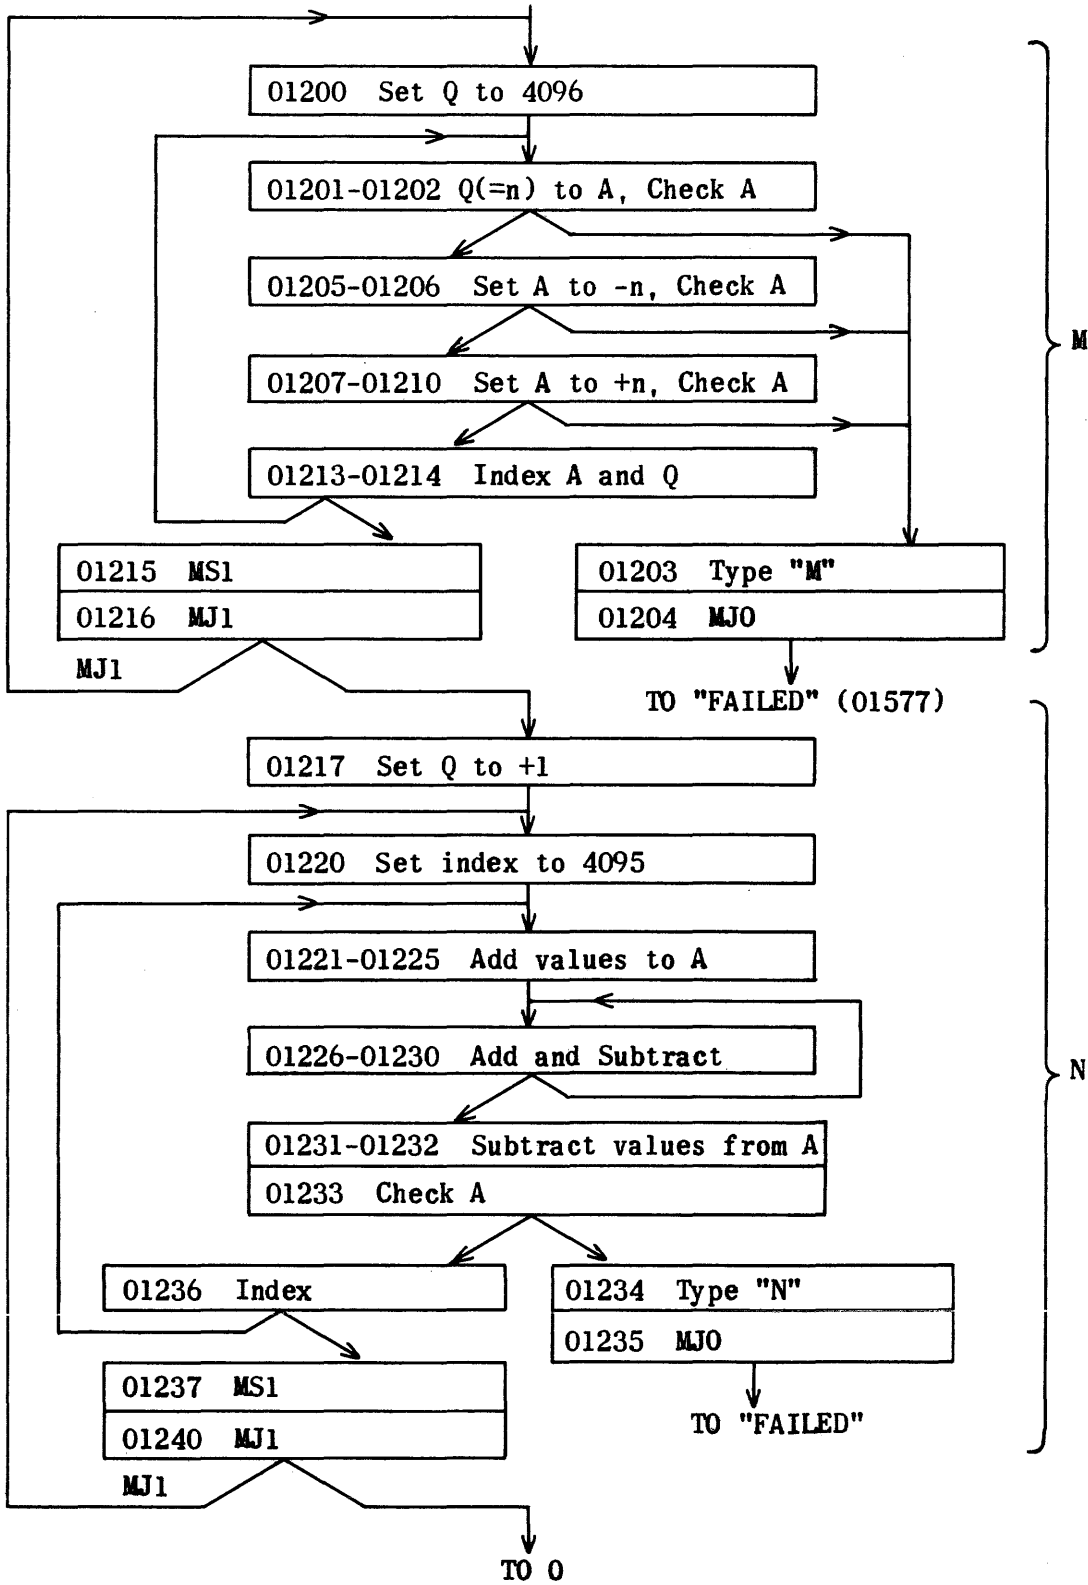 01200 Set Q to 4096
01201-01202 Q(=n) to A, Check A
01205-01206 Set A to -n, Check A
M
01207-01210 Set A to +n, Check A
01213-01214 Index A and Q
01215 MS1
01216 MJ1
01203 Type "M"
01204 MJ0
MJ1
TO "FAILED" (01577)
01217 Set Q to +1
01220 Set index to 4095
01221-01225 Add values to A
01226-01230 Add and Subtract
N
01231-01232 Subtract values from A
01233 Check A
01236 Index
01234 Type "N"
01235 MJ0
01237 MS1
01240 MJ1
TO "FAILED"
MJ1
TO O